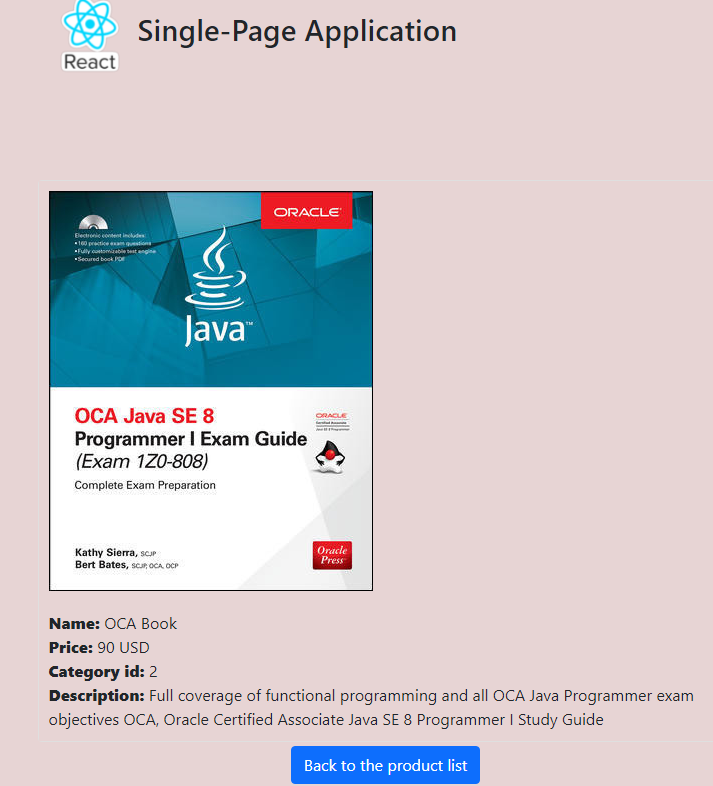 Single-Page Application
React
ORACLE
Electronic content includes:
•160 practice exam questions
•Fully customizable test engine
•Secured book PDF
Java™
OCA Java SE 8
Programmer I Exam Guide
(Exam 1Z0-808)
Complete Exam Preparation
ORACLE
Certified Associate
Java SE 8 Programmer
Kathy Sierra, SCJP
Bert Bates, SCJP, OCA, OCP
Oracle
Press™
Name: OCA Book
Price: 90 USD
Category id: 2
Description: Full coverage of functional programming and all OCA Java Programmer exam
objectives OCA, Oracle Certified Associate Java SE 8 Programmer I Study Guide
Back to the product list